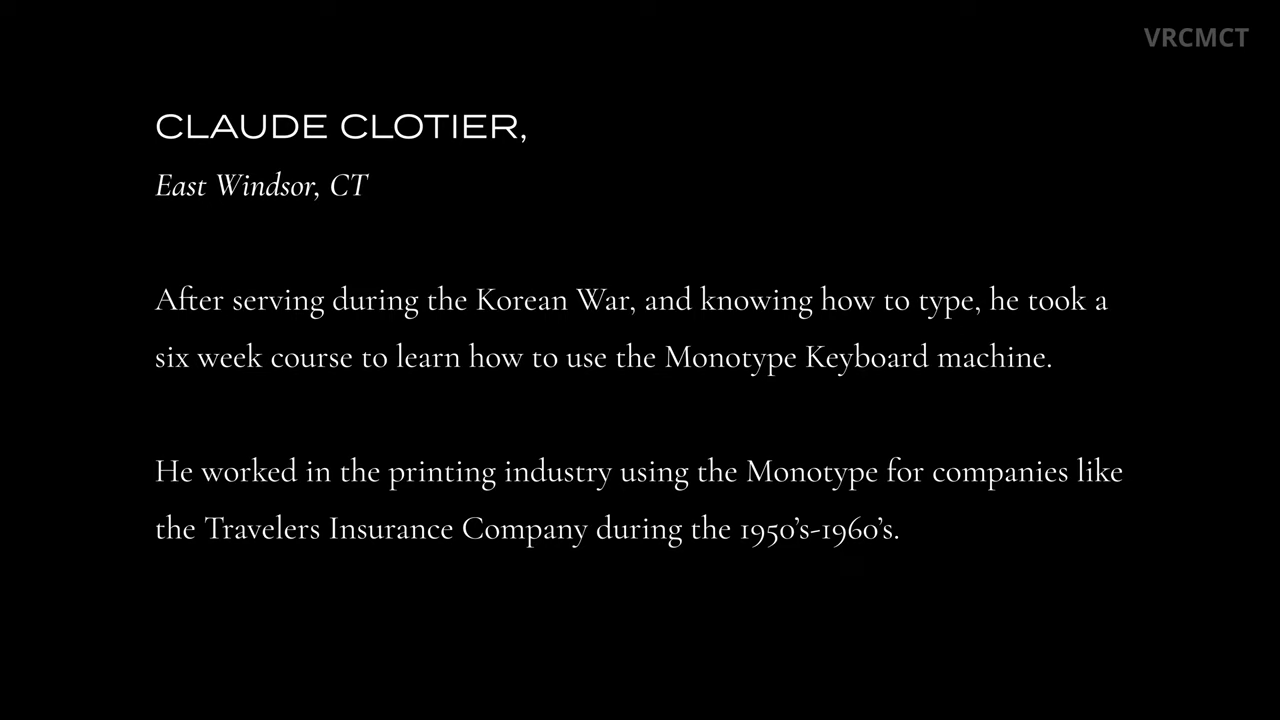 VRCMCT
CLAUDE CLOTIER,
East Windsor, CT
After serving during the Korean War, and knowing how to type, he took a
six week course to learn how to use the Monotype Keyboard machine.
He worked in the printing industry using the Monotype for companies like
the Travelers Insurance Company during the 1950’s-1960’s.